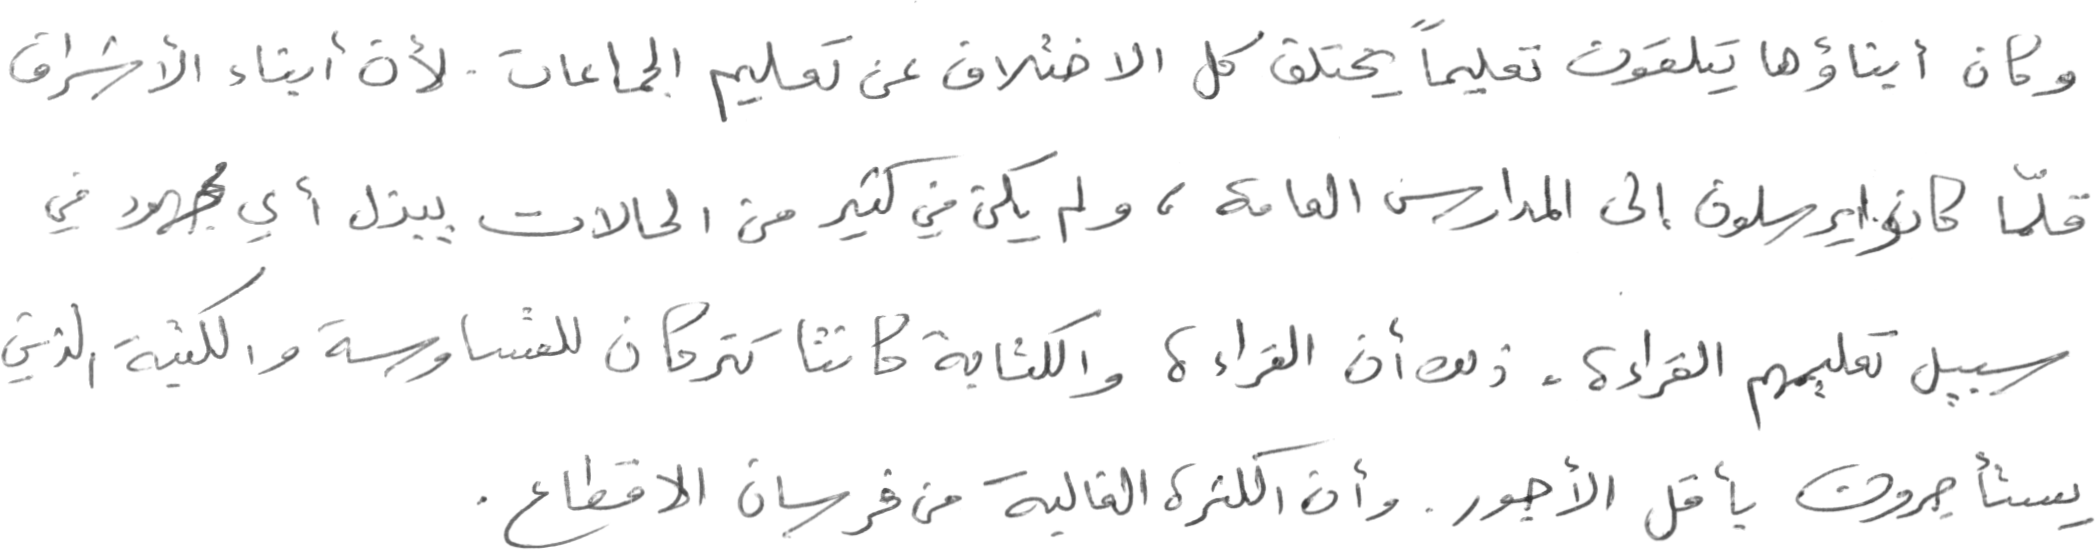 وكان أبناؤها يتلقون تعليماً يختلف كل الاختلاف عن تعليم الجماعات. لأن أبناء الأشراف
قلّما كانوا يرسلون إلى المدارس العامة، ولم يكن في كثير من الحالات يبذل أي مجهود في
سبيل تعليمهم القراءة. ذلك أن القراءة والكتابة كانتا تتركان للقساوسة والكتبة الذين
يستأجرون بأقل الأجور. وأن الكثرة الغالبة من فرسان الاقطاع.